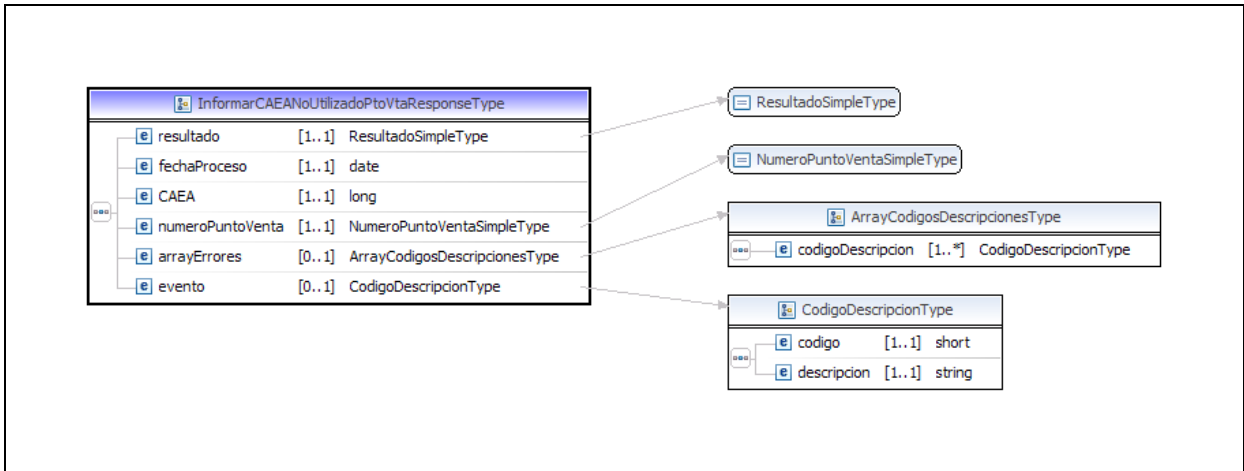 InformarCAEANoUtilizadoPtoVtaResponseType
resultado [1..1] ResultadoSimpleType
fechaProceso [1..1] date
CAEA [1..1] long
numeroPuntoVenta [1..1] NumeroPuntoVentaSimpleType
arrayErrores [0..1] ArrayCodigosDescripcionesType
evento [0..1] CodigoDescripcionType
ResultadoSimpleType
NumeroPuntoVentaSimpleType
ArrayCodigosDescripcionesType
codigoDescripcion [1..*] CodigoDescripcionType
CodigoDescripcionType
codigo [1..1] short
descripcion [1..1] string